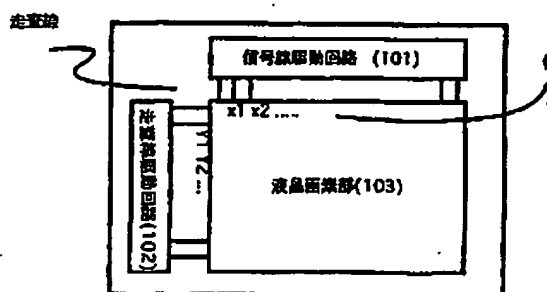 走査線
信号線駆動回路 (101)
x1 x2 ....
Y1 Y2 ...
走査線駆動回路(102)
液晶画素部(103)